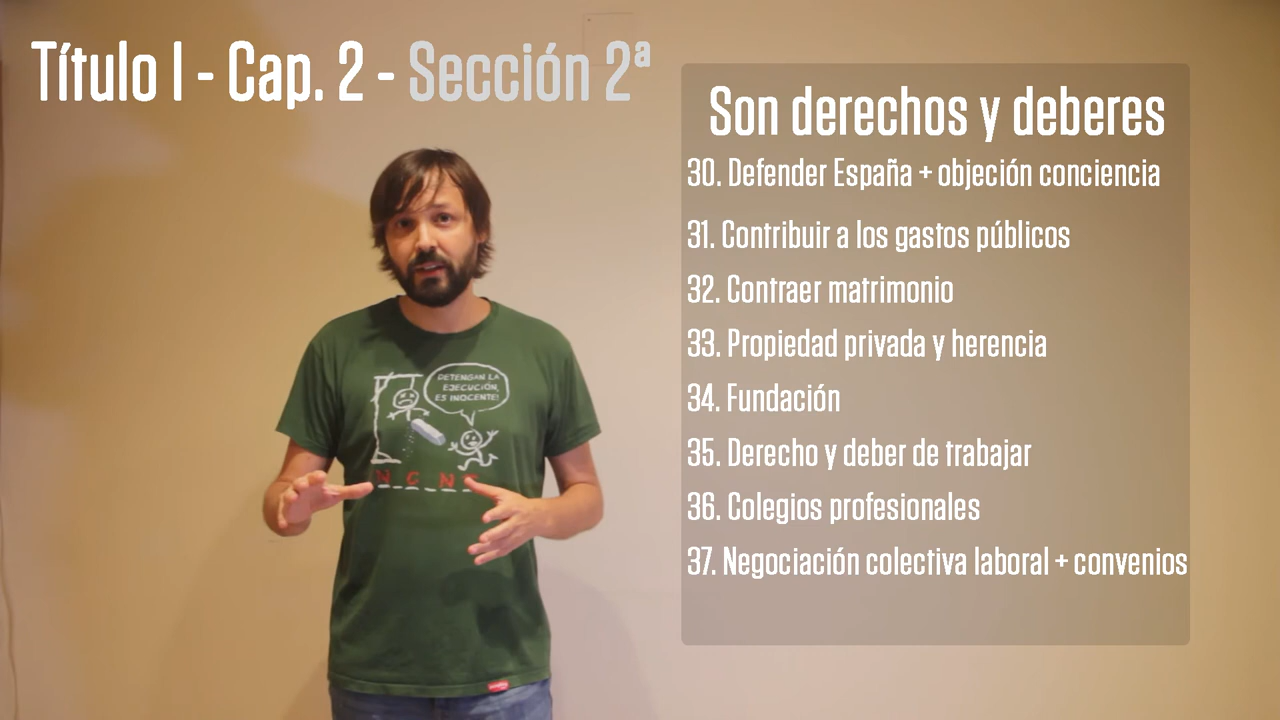 Título I - Cap. 2 - Sección 2ª
Son derechos y deberes
30. Defender España + objeción conciencia
31. Contribuir a los gastos públicos
32. Contraer matrimonio
33. Propiedad privada y herencia
34. Fundación
35. Derecho y deber de trabajar
36. Colegios profesionales
37. Negociación colectiva laboral + convenios
DETENGAN LA
EJECUCIÓN,
ES INOCENTE!
N C N